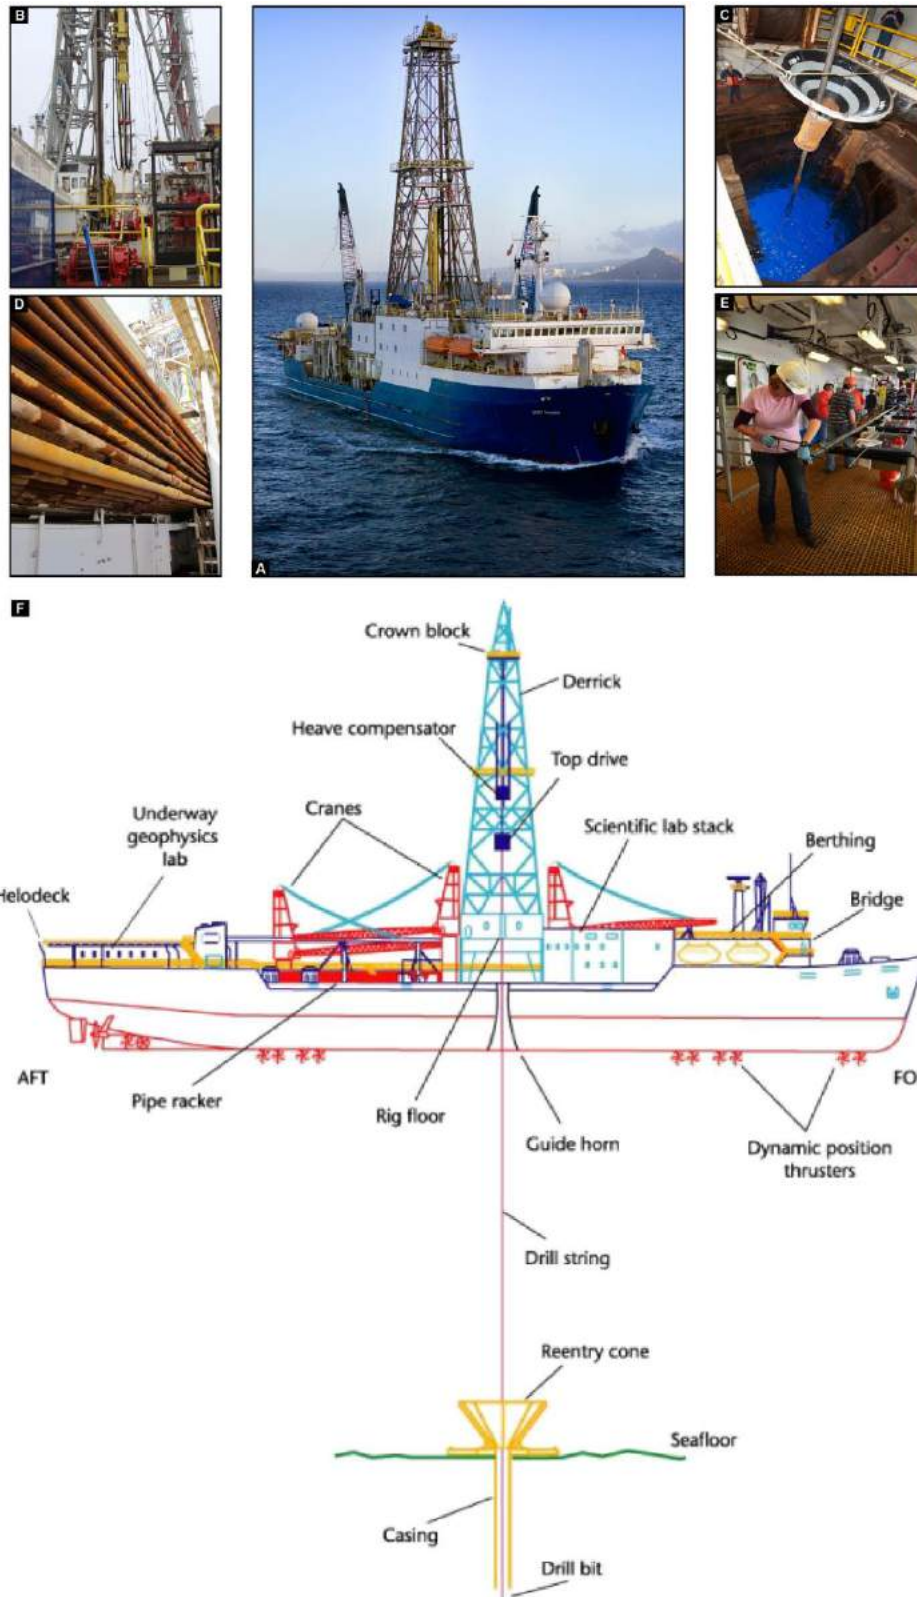 B
C
D
E
A
F
Crown block
Derrick
Heave compensator
Top drive
Cranes
Underway
geophysics
lab
Scientific lab stack
Berthing
Helodeck
Bridge
AFT
FO
Pipe racker
Rig floor
Guide horn
Dynamic position
thrusters
Drill string
Reentry cone
Seafloor
Casing
Drill bit